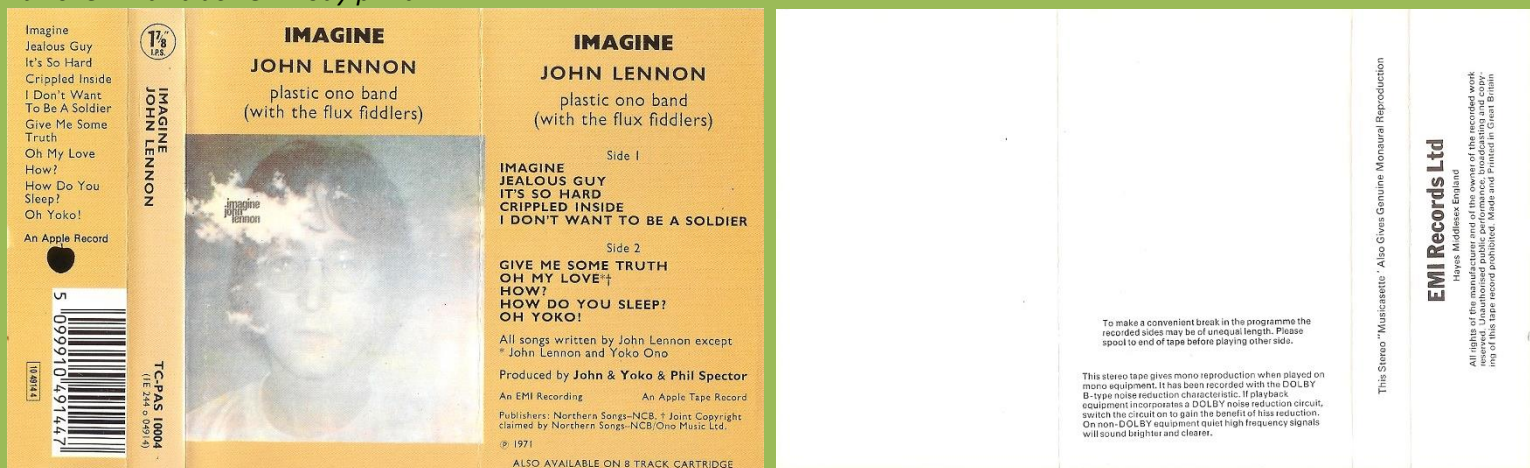 Imagine
Jealous Guy
It's So Hard
Crippled Inside
I Don't Want
To Be A Soldier
Give Me Some
Truth
Oh My Love
How?
How Do You
Sleep?
Oh Yoko!
An Apple Record
5 099910 491447
10 4914 4
1 7/8"
I.P.S.
IMAGINE
JOHN LENNON
TC-PAS 10004
(1E 244 o 04914)
IMAGINE
JOHN LENNON
plastic ono band
(with the flux fiddlers)
imagine
john
lennon
IMAGINE
JOHN LENNON
plastic ono band
(with the flux fiddlers)
Side 1
IMAGINE
JEALOUS GUY
IT'S SO HARD
CRIPPLED INSIDE
I DON'T WANT TO BE A SOLDIER
Side 2
GIVE ME SOME TRUTH
OH MY LOVE*†
HOW?
HOW DO YOU SLEEP?
OH YOKO!
All songs written by John Lennon except
* John Lennon and Yoko Ono
Produced by John & Yoko & Phil Spector
An EMI Recording An Apple Tape Record
Publishers: Northern Songs–NCB. † Joint Copyright
claimed by Northern Songs–NCB/Ono Music Ltd.
℗ 1971
ALSO AVAILABLE ON 8 TRACK CARTRIDGE
To make a convenient break in the programme the
recorded sides may be of unequal length. Please
spool to end of tape before playing other side.
This stereo tape gives mono reproduction when played on
mono equipment. It has been recorded with the DOLBY
B-type noise reduction characteristic. If playback
equipment incorporates a DOLBY noise reduction circuit,
switch the circuit on to gain the benefit of hiss reduction.
On non-DOLBY equipment quiet high frequency signals
will sound brighter and clearer.
This Stereo "Musicasette' Also Gives Genuine Monaural Reproduction
EMI Records Ltd
Hayes Middlesex England
All rights of the manufacturer and of the owner of the recorded work
reserved. Unauthorised public performance, broadcasting and copy-
ing of this tape record prohibited. Made and Printed in Great Britain